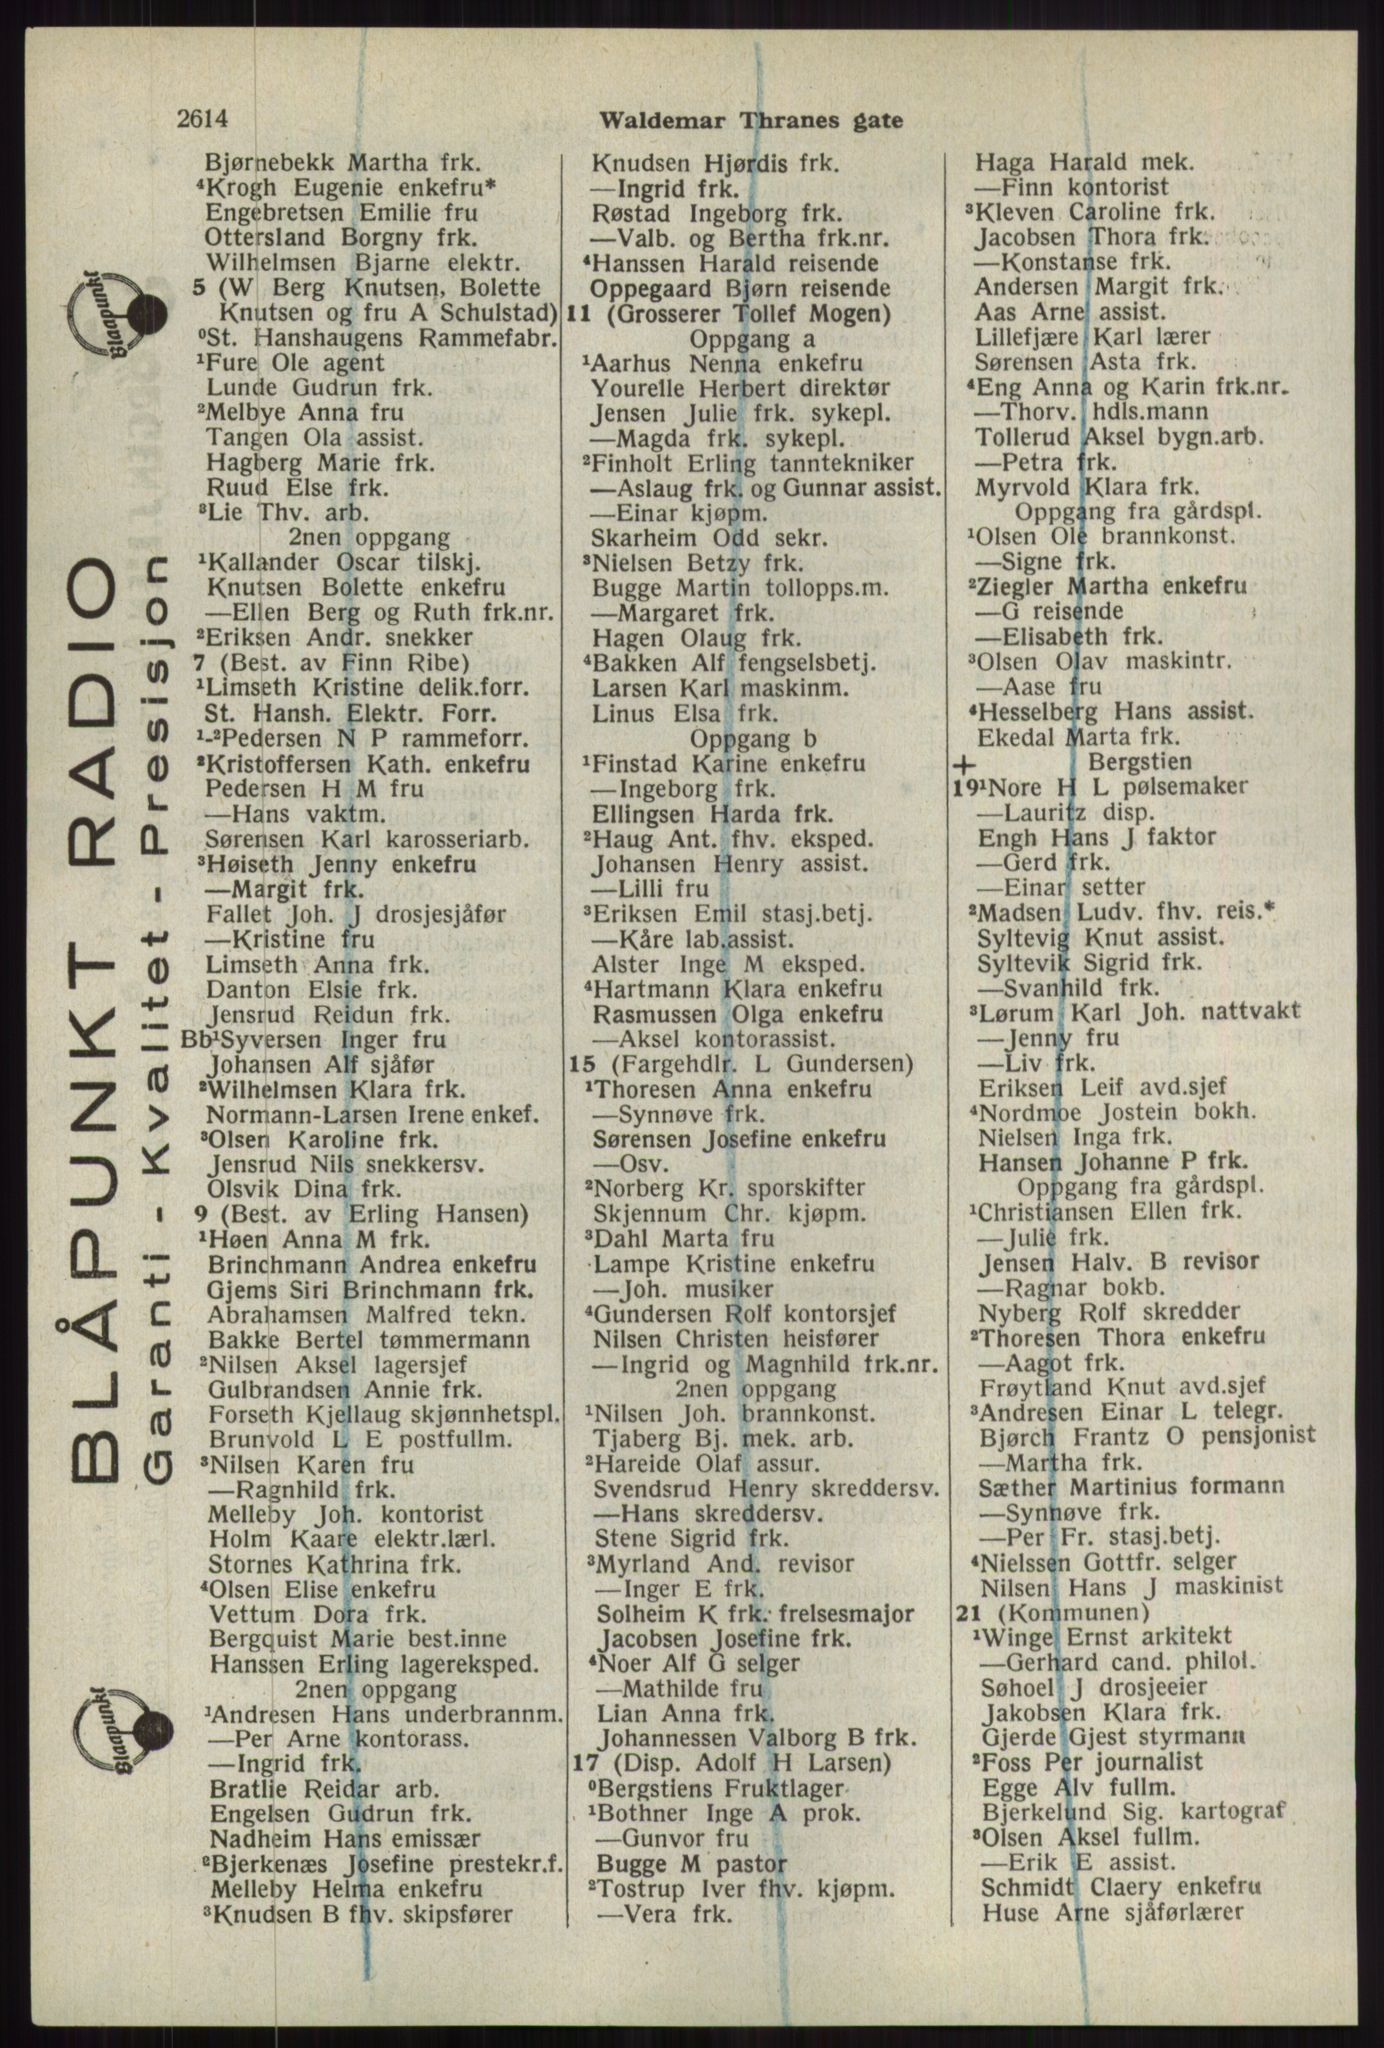 2614
Waldemar Thranes gate
BLÅPUNKT RADIO
Garanti - Kvalitet - Presisjon
Blaapunkt
Blaapunkt
Bjørnebekk Martha frk.
⁴Krogh Eugenie enkefru*
Engebretsen Emilie fru
Ottersland Borgny frk.
Wilhelmsen Bjarne elektr.
5 (W Berg Knutsen, Bolette
Knutsen og fru A Schulstad)
⁰St. Hanshaugens Rammefabr.
¹Fure Ole agent
Lunde Gudrun frk.
²Melbye Anna fru
Tangen Ola assist.
Hagberg Marie frk.
Ruud Else frk.
³Lie Thv. arb.
2nen oppgang
¹Kallander Oscar tilskj.
Knutsen Bolette enkefru
—Ellen Berg og Ruth frk.nr.
²Eriksen Andr. snekker
7 (Best. av Finn Ribe)
¹Limseth Kristine delik.forr.
St. Hansh. Elektr. Forr.
¹-²Pedersen N P rammeforr.
²Kristoffersen Kath. enkefru
Pedersen H M fru
—Hans vaktm.
Sørensen Karl karosseriarb.
³Høiseth Jenny enkefru
—Margit frk.
Fallet Joh. J drosjesjåfør
—Kristine fru
Limseth Anna frk.
Danton Elsie frk.
Jensrud Reidun frk.
Bb¹Syversen Inger fru
Johansen Alf sjåfør
²Wilhelmsen Klara frk.
Normann-Larsen Irene enkef.
³Olsen Karoline frk.
Jensrud Nils snekkersv.
Olsvik Dina frk.
9 (Best. av Erling Hansen)
¹Høen Anna M frk.
Brinchmann Andrea enkefru
Gjems Siri Brinchmann frk.
Abrahamsen Malfred tekn.
Bakke Bertel tømmermann
²Nilsen Aksel lagersjef
Gulbrandsen Annie frk.
Forseth Kjellaug skjønnhetspl.
Brunvold L E postfullm.
³Nilsen Karen fru
—Ragnhild frk.
Melleby Joh. kontorist
Holm Kaare elektr.lærl.
Stornes Kathrina frk.
⁴Olsen Elise enkefru
Vettum Dora frk.
Bergquist Marie best.inne
Hanssen Erling lagereksped.
2nen oppgang
¹Andresen Hans underbrannm.
—Per Arne kontorass.
—Ingrid frk.
Bratlie Reidar arb.
Engelsen Gudrun frk.
Nadheim Hans emissær
²Bjerkenæs Josefine prestekr.f.
Melleby Helma enkefru
³Knudsen B fhv. skipsfører
Knudsen Hjørdis frk.
—Ingrid frk.
Røstad Ingeborg frk.
—Valb. og Bertha frk.nr.
⁴Hanssen Harald reisende
Oppegaard Bjørn reisende
11 (Grosserer Tollef Mogen)
Oppgang a
¹Aarhus Nenna enkefru
Yourelle Herbert direktør
Jensen Julie frk. sykepl.
—Magda frk. sykepl.
²Finholt Erling tanntekniker
—Aslaug frk. og Gunnar assist.
—Einar kjøpm.
Skarheim Odd sekr.
³Nielsen Betzy frk.
Bugge Martin tollopps.m.
—Margaret frk.
Hagen Olaug frk.
⁴Bakken Alf fengselsbetj.
Larsen Karl maskinm.
Linus Elsa frk.
Oppgang b
¹Finstad Karine enkefru
—Ingeborg frk.
Ellingsen Harda frk.
²Haug Ant. fhv. eksped.
Johansen Henry assist.
—Lilli fru
³Eriksen Emil stasj.betj.
—Kåre lab.assist.
Alster Inge M eksped.
⁴Hartmann Klara enkefru
Rasmussen Olga enkefru
—Aksel kontorassist.
15 (Fargehdlr. L Gundersen)
¹Thoresen Anna enkefru
—Synnøve frk.
Sørensen Josefine enkefru
—Osv.
²Norberg Kr. sporskifter
Skjennum Chr. kjøpm.
³Dahl Marta fru
Lampe Kristine enkefru
—Joh. musiker
⁴Gundersen Rolf kontorsjef
Nilsen Christen heisfører
—Ingrid og Magnhild frk.nr.
2nen oppgang
¹Nilsen Joh. brannkonst.
Tjaberg Bj. mek. arb.
²Hareide Olaf assur.
Svendsrud Henry skreddersv.
—Hans skreddersv.
Stene Sigrid frk.
³Myrland And. revisor
—Inger E frk.
Solheim K frk. frelsesmajor
Jacobsen Josefine frk.
⁴Noer Alf G selger
—Mathilde fru
Lian Anna frk.
Johannessen Valborg B frk.
17 (Disp. Adolf H Larsen)
⁰Bergstiens Fruktlager
¹Bothner Inge A prok.
—Gunvor fru
Bugge M pastor
²Tostrup Iver fhv. kjøpm.
—Vera frk.
Haga Harald mek.
—Finn kontorist
³Kleven Caroline frk.
Jacobsen Thora frk.
—Konstanse frk.
Andersen Margit frk.
Aas Arne assist.
Lillefjære Karl lærer
Sørensen Asta frk.
⁴Eng Anna og Karin frk.nr.
—Thorv. hdls.mann
Tollerud Aksel bygn.arb.
—Petra frk.
Myrvold Klara frk.
Oppgang fra gårdspl.
¹Olsen Ole brannkonst.
—Signe frk.
²Ziegler Martha enkefru
—G reisende
—Elisabeth frk.
³Olsen Olav maskintr.
—Aase fru
⁴Hesselberg Hans assist.
Ekedal Marta frk.
+ Bergstien
19¹Nore H L pølsemaker
—Lauritz disp.
Engh Hans J faktor
—Gerd frk.
—Einar setter
²Madsen Ludv. fhv. reis.*
Syltevig Knut assist.
Syltevik Sigrid frk.
—Svanhild frk.
³Lørum Karl Joh. nattvakt
—Jenny fru
—Liv frk.
Eriksen Leif avd.sjef
⁴Nordmoe Jostein bokh.
Nielsen Inga frk.
Hansen Johanne P frk.
Oppgang fra gårdspl.
¹Christiansen Ellen frk.
—Julie frk.
Jensen Halv. B revisor
—Ragnar bokb.
Nyberg Rolf skredder
²Thoresen Thora enkefru
—Aagot frk.
Frøytland Knut avd.sjef
³Andresen Einar L telegr.
Bjørch Frantz O pensjonist
—Martha frk.
Sæther Martinius formann
—Synnøve frk.
—Per Fr. stasj.betj.
⁴Nielssen Gottfr. selger
Nilsen Hans J maskinist
21 (Kommunen)
¹Winge Ernst arkitekt
—Gerhard cand. philol.
Søhoel J drosjeeier
Jakobsen Klara frk.
Gjerde Gjest styrmann
²Foss Per journalist
Egge Alv fullm.
Bjerkelund Sig. kartograf
³Olsen Aksel fullm.
—Erik E assist.
Schmidt Claery enkefru
Huse Arne sjåførlærer